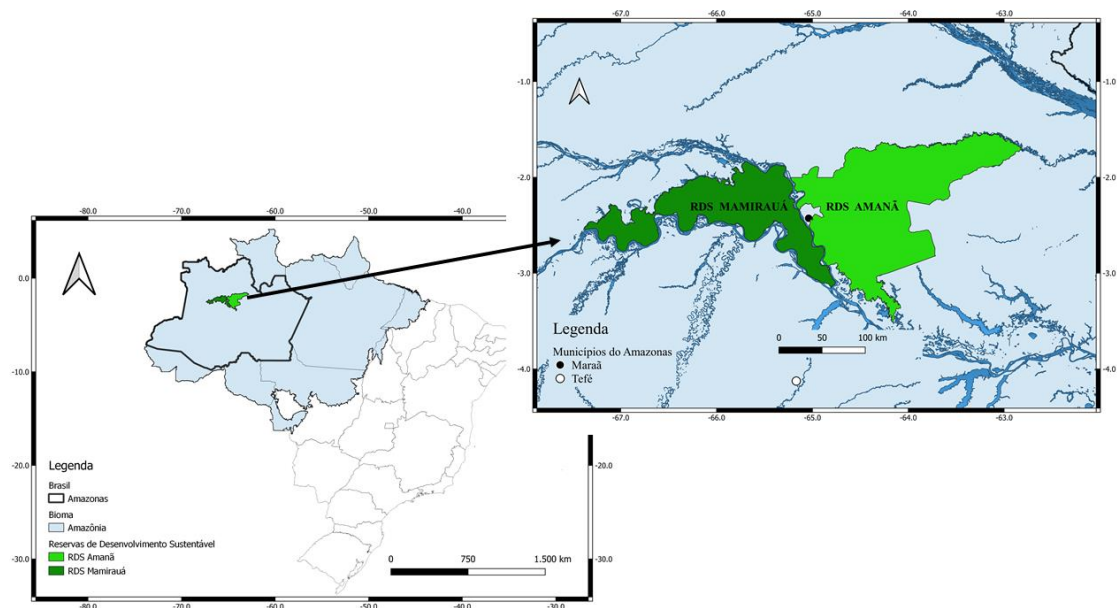 -67.0 -66.0 -65.0 -64.0 -63.0
-1.0 -1.0
-2.0 -2.0
RDS MAMIRAUÁ RDS AMANÃ
-3.0 -3.0
Legenda
Municípios do Amazonas
Maraã
Tefé
0 50 100 km
-4.0 -4.0
-67.0 -66.0 -65.0 -64.0 -63.0
-80.0 -70.0 -60.0 -50.0 -40.0
0.0
-10.0
-20.0 -20.0
-30.0 -30.0
Legenda
Brasil
Amazonas
Bioma
Amazônia
Reservas de Desenvolvimento Sustentável
RDS Amanã
RDS Mamirauá
0 750 1.500 km
-80.0 -70.0 -60.0 -50.0 -40.0 -30.0